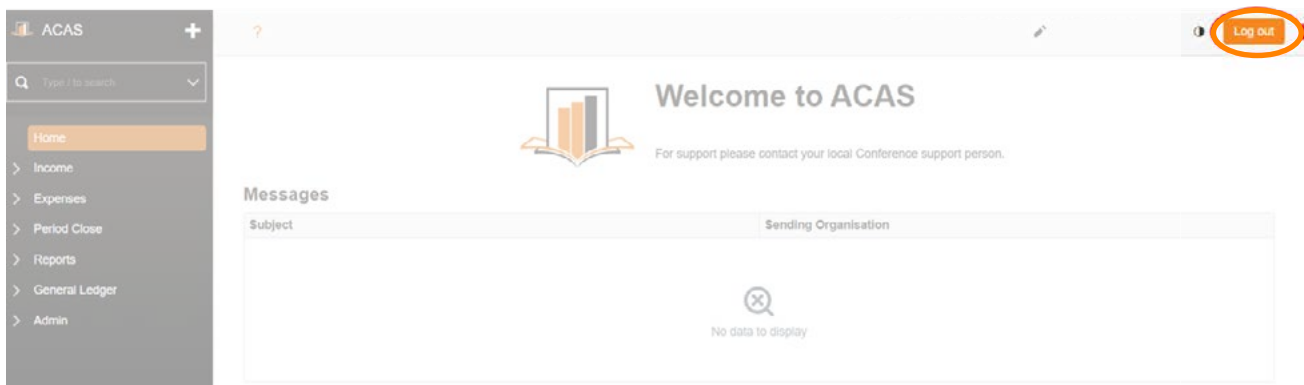 ACAS
?
Log out
Type / to search
Home
Income
Expenses
Period Close
Reports
General Ledger
Admin
Welcome to ACAS
For support please contact your local Conference support person.
Messages
Subject
Sending Organisation
No data to display